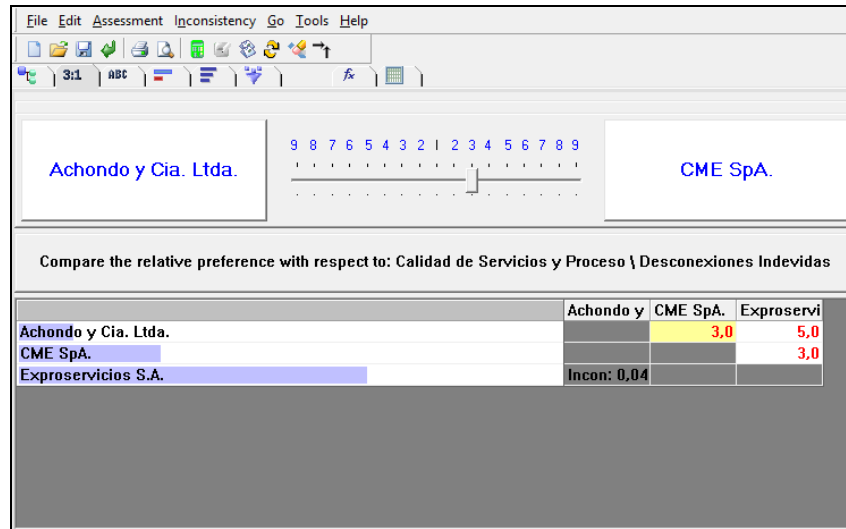 File Edit Assessment Inconsistency Go Tools Help
3:1 ABC fx
9 8 7 6 5 4 3 2 1 2 3 4 5 6 7 8 9
Achondo y Cia. Ltda. CME SpA.
Compare the relative preference with respect to: Calidad de Servicios y Proceso \ Desconexiones Indevidas
Achondo y CME SpA. Exproservi
Achondo y Cia. Ltda. 3,0 5,0
CME SpA. 3,0
Exproservicios S.A. Incon: 0,04